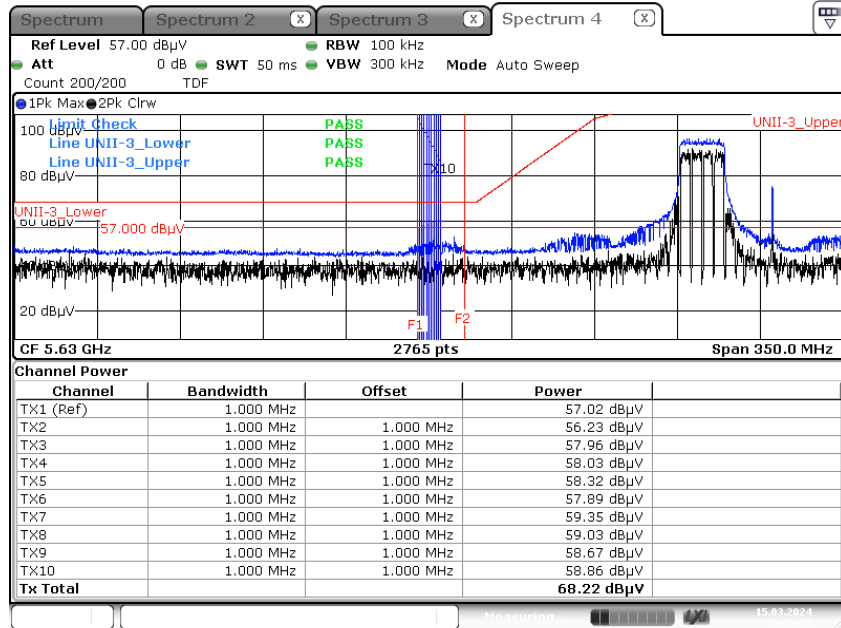 Spectrum Spectrum 2 X Spectrum 3 X Spectrum 4 X
Ref Level 57.00 dBµV RBW 100 kHz
Att 0 dB SWT 50 ms VBW 300 kHz Mode Auto Sweep
Count 200/200 TDF
1Pk Max 2Pk Clrw
Limit Check PASS
100 dBµV
UNII-3_Upper
Line UNII-3_Lower PASS
Line UNII-3_Upper PASS
80 dBµV
UNII-3_Lower
60 dBµV
57.000 dBµV
20 dBµV
F1 F2
CF 5.63 GHz 2765 pts Span 350.0 MHz
Channel Power
Channel Bandwidth Offset Power
TX1 (Ref) 1.000 MHz 57.02 dBµV
TX2 1.000 MHz 1.000 MHz 56.23 dBµV
TX3 1.000 MHz 1.000 MHz 57.96 dBµV
TX4 1.000 MHz 1.000 MHz 58.03 dBµV
TX5 1.000 MHz 1.000 MHz 58.32 dBµV
TX6 1.000 MHz 1.000 MHz 57.89 dBµV
TX7 1.000 MHz 1.000 MHz 59.35 dBµV
TX8 1.000 MHz 1.000 MHz 59.03 dBµV
TX9 1.000 MHz 1.000 MHz 58.67 dBµV
TX10 1.000 MHz 1.000 MHz 58.86 dBµV
Tx Total 68.22 dBµV
Measuring... LXI 15.03.2024